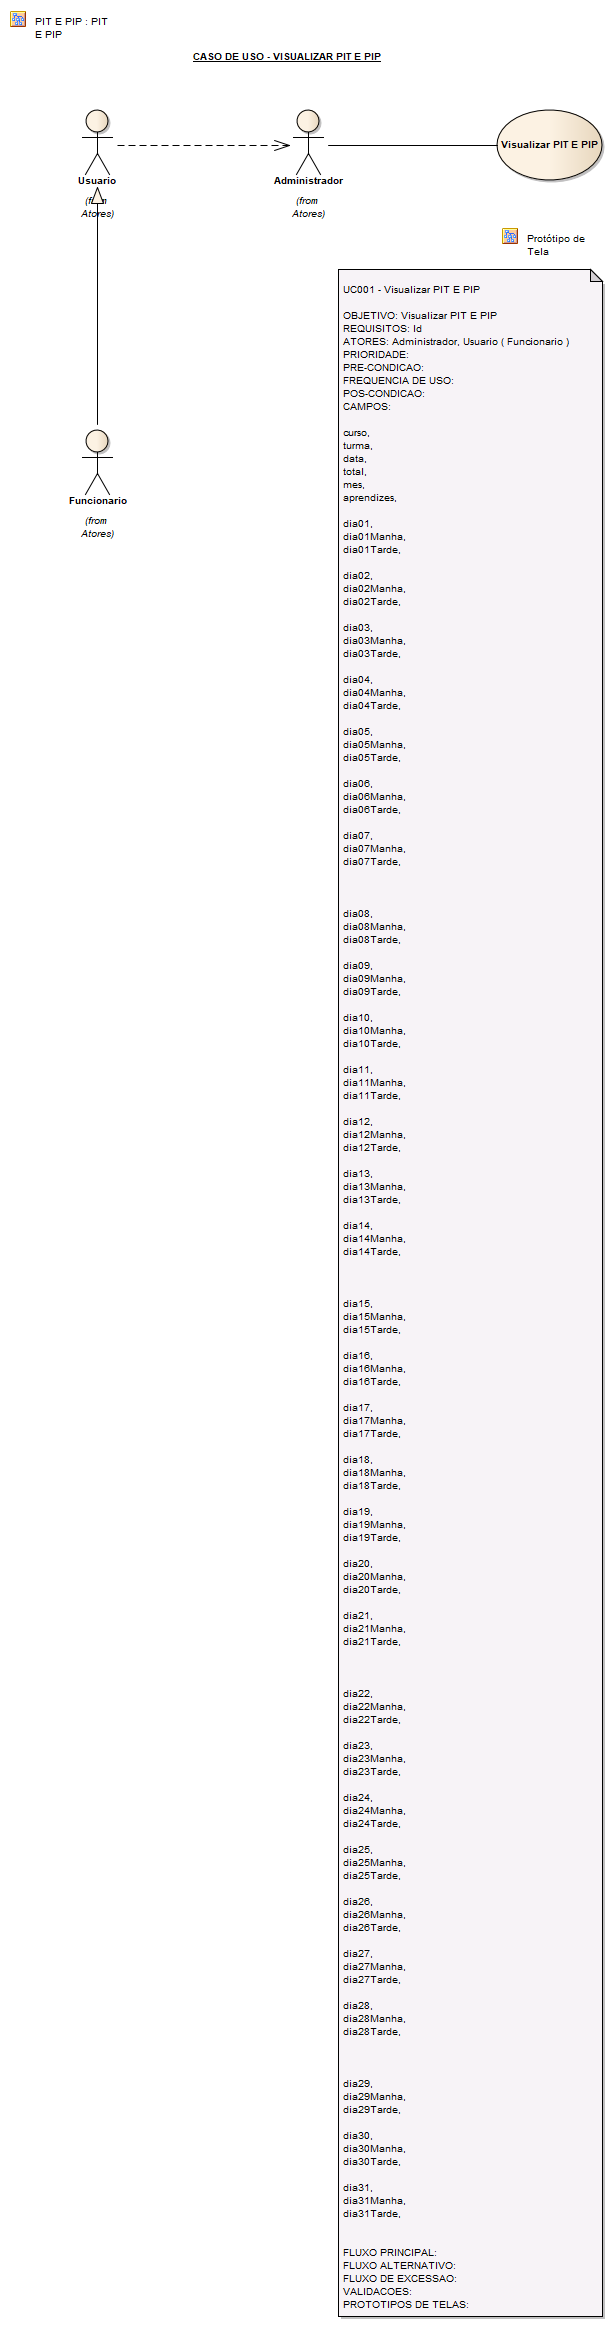 PIT E PIP : PIT
E PIP
CASO DE USO - VISUALIZAR PIT E PIP
Visualizar PIT E PIP
Usuario
Administrador
(from
Atores)
(from
Atores)
Protótipo de
Tela
UC001 - Visualizar PIT E PIP
OBJETIVO: Visualizar PIT E PIP
REQUISITOS: Id
ATORES: Administrador, Usuario ( Funcionario )
PRIORIDADE:
PRE-CONDICAO:
FREQUENCIA DE USO:
POS-CONDICAO:
CAMPOS:
curso,
turma,
data,
total,
mes,
aprendizes,
Funcionario
(from
Atores)
dia01,
dia01Manha,
dia01Tarde,
dia02,
dia02Manha,
dia02Tarde,
dia03,
dia03Manha,
dia03Tarde,
dia04,
dia04Manha,
dia04Tarde,
dia05,
dia05Manha,
dia05Tarde,
dia06,
dia06Manha,
dia06Tarde,
dia07,
dia07Manha,
dia07Tarde,
dia08,
dia08Manha,
dia08Tarde,
dia09,
dia09Manha,
dia09Tarde,
dia10,
dia10Manha,
dia10Tarde,
dia11,
dia11Manha,
dia11Tarde,
dia12,
dia12Manha,
dia12Tarde,
dia13,
dia13Manha,
dia13Tarde,
dia14,
dia14Manha,
dia14Tarde,
dia15,
dia15Manha,
dia15Tarde,
dia16,
dia16Manha,
dia16Tarde,
dia17,
dia17Manha,
dia17Tarde,
dia18,
dia18Manha,
dia18Tarde,
dia19,
dia19Manha,
dia19Tarde,
dia20,
dia20Manha,
dia20Tarde,
dia21,
dia21Manha,
dia21Tarde,
dia22,
dia22Manha,
dia22Tarde,
dia23,
dia23Manha,
dia23Tarde,
dia24,
dia24Manha,
dia24Tarde,
dia25,
dia25Manha,
dia25Tarde,
dia26,
dia26Manha,
dia26Tarde,
dia27,
dia27Manha,
dia27Tarde,
dia28,
dia28Manha,
dia28Tarde,
dia29,
dia29Manha,
dia29Tarde,
dia30,
dia30Manha,
dia30Tarde,
dia31,
dia31Manha,
dia31Tarde,
FLUXO PRINCIPAL:
FLUXO ALTERNATIVO:
FLUXO DE EXCESSAO:
VALIDACOES:
PROTOTIPOS DE TELAS: